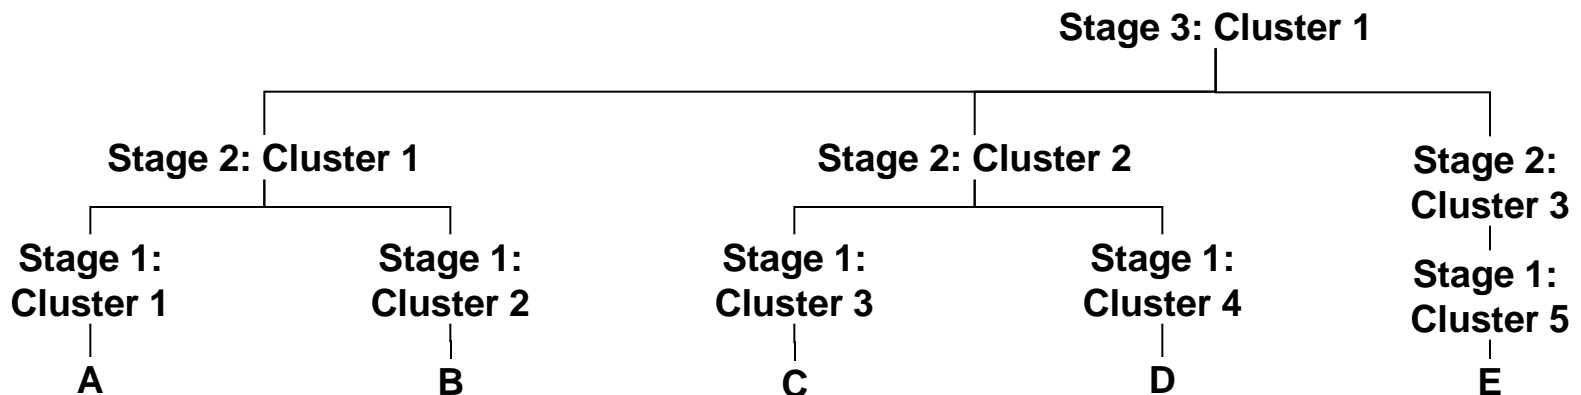 Stage 3: Cluster 1
Stage 2: Cluster 1
Stage 2: Cluster 2
Stage 2:
Cluster 3
Stage 1:
Cluster 1
Stage 1:
Cluster 2
Stage 1:
Cluster 3
Stage 1:
Cluster 4
Stage 1:
Cluster 5
A
B
C
D
E